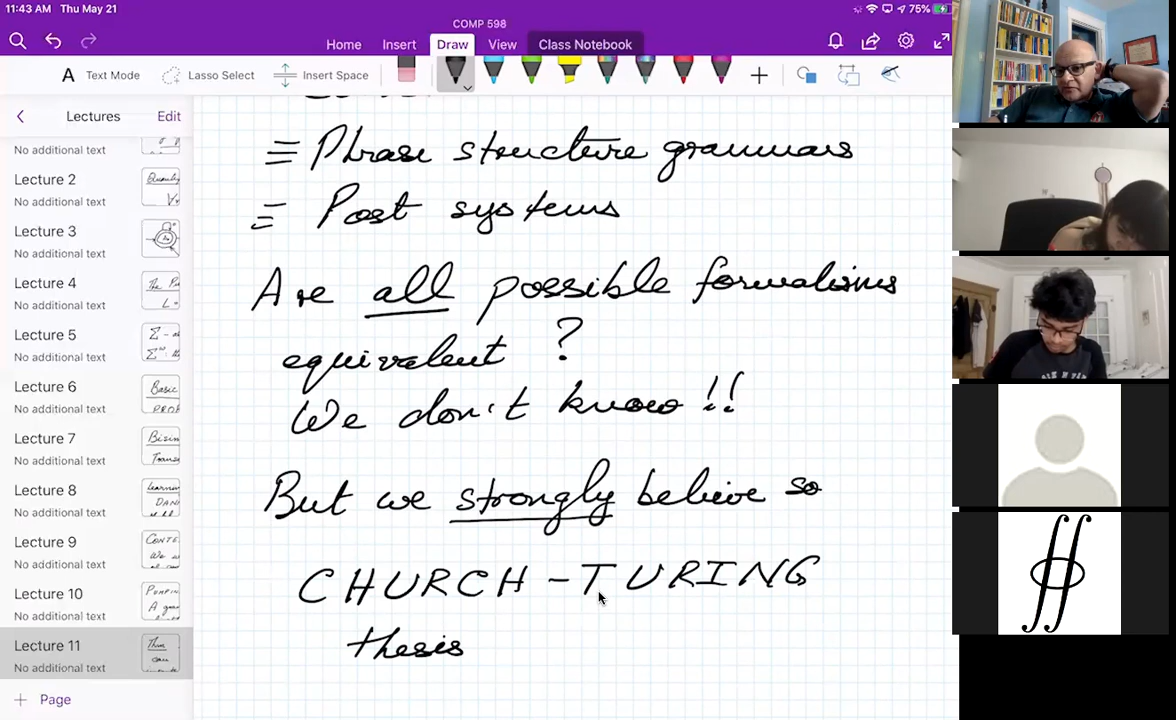 11:43 AM Thu May 21
75%
COMP 598
Home Insert Draw View Class Notebook
A Text Mode Lasso Select Insert Space
Lectures Edit
No additional text
Lecture 2
No additional text
Lecture 3
No additional text
Lecture 4
No additional text
Lecture 5
No additional text
Lecture 6
No additional text
Lecture 7
No additional text
Lecture 8
No additional text
Lecture 9
No additional text
Lecture 10
No additional text
Lecture 11
No additional text
+ Page
≡ Phrase structure grammars
≡ Post systems
Are all possible formalisms
equivalent ?
We don't know !!
But we strongly believe so
CHURCH - TURING
thesis